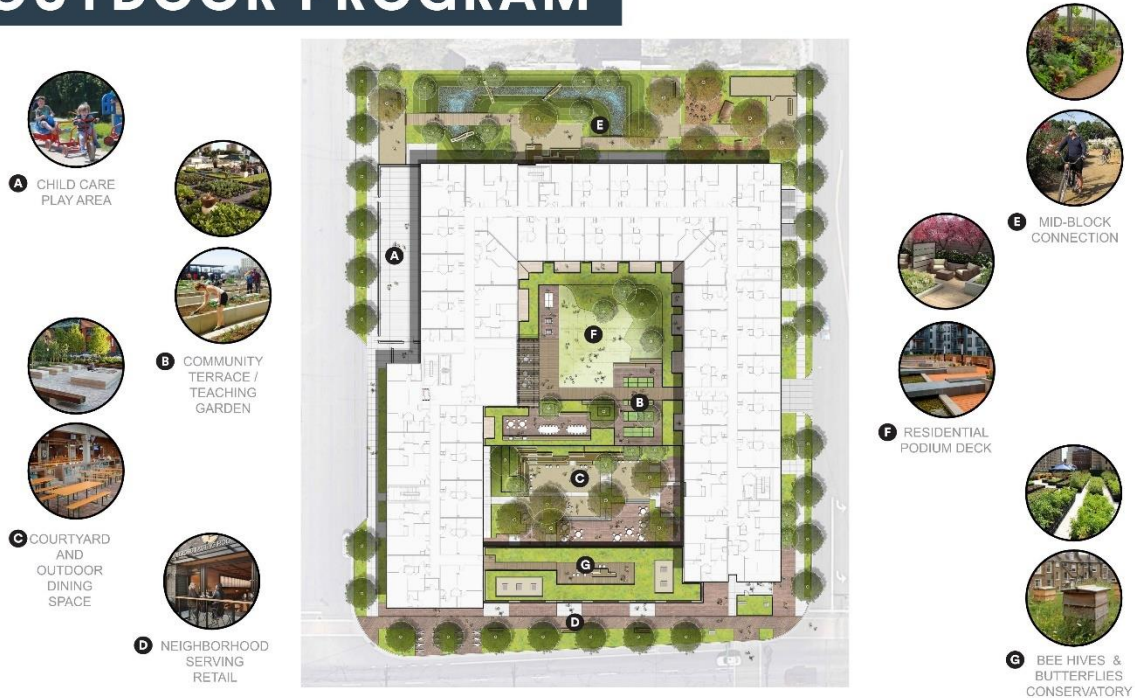 OUTDOOR PROGRAM
A CHILD CARE
PLAY AREA
B COMMUNITY
TERRACE /
TEACHING
GARDEN
C COURTYARD
AND
OUTDOOR
DINING
SPACE
D NEIGHBORHOOD
SERVING
RETAIL
A
E
F
B
C
G
D
E MID-BLOCK
CONNECTION
F RESIDENTIAL
PODIUM DECK
G BEE HIVES &
BUTTERFLIES
CONSERVATORY